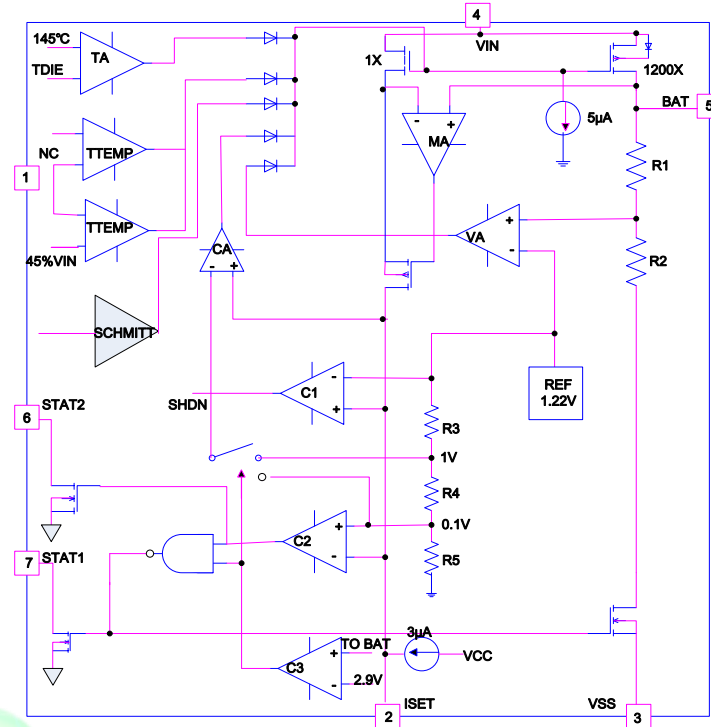 4
145℃
TA
VIN
1X
TDIE
1200X
BAT
5
5µA
MA
NC
TTEMP
R1
1
TTEMP
VA
+
-
CA
R2
45%VIN
SCHMITT
C1
REF
1.22V
SHDN
STAT2
6
R3
1V
R4
0.1V
C2
STAT1
7
R5
3µA
TO BAT
C3
VCC
2.9V
ISET
VSS
2
3